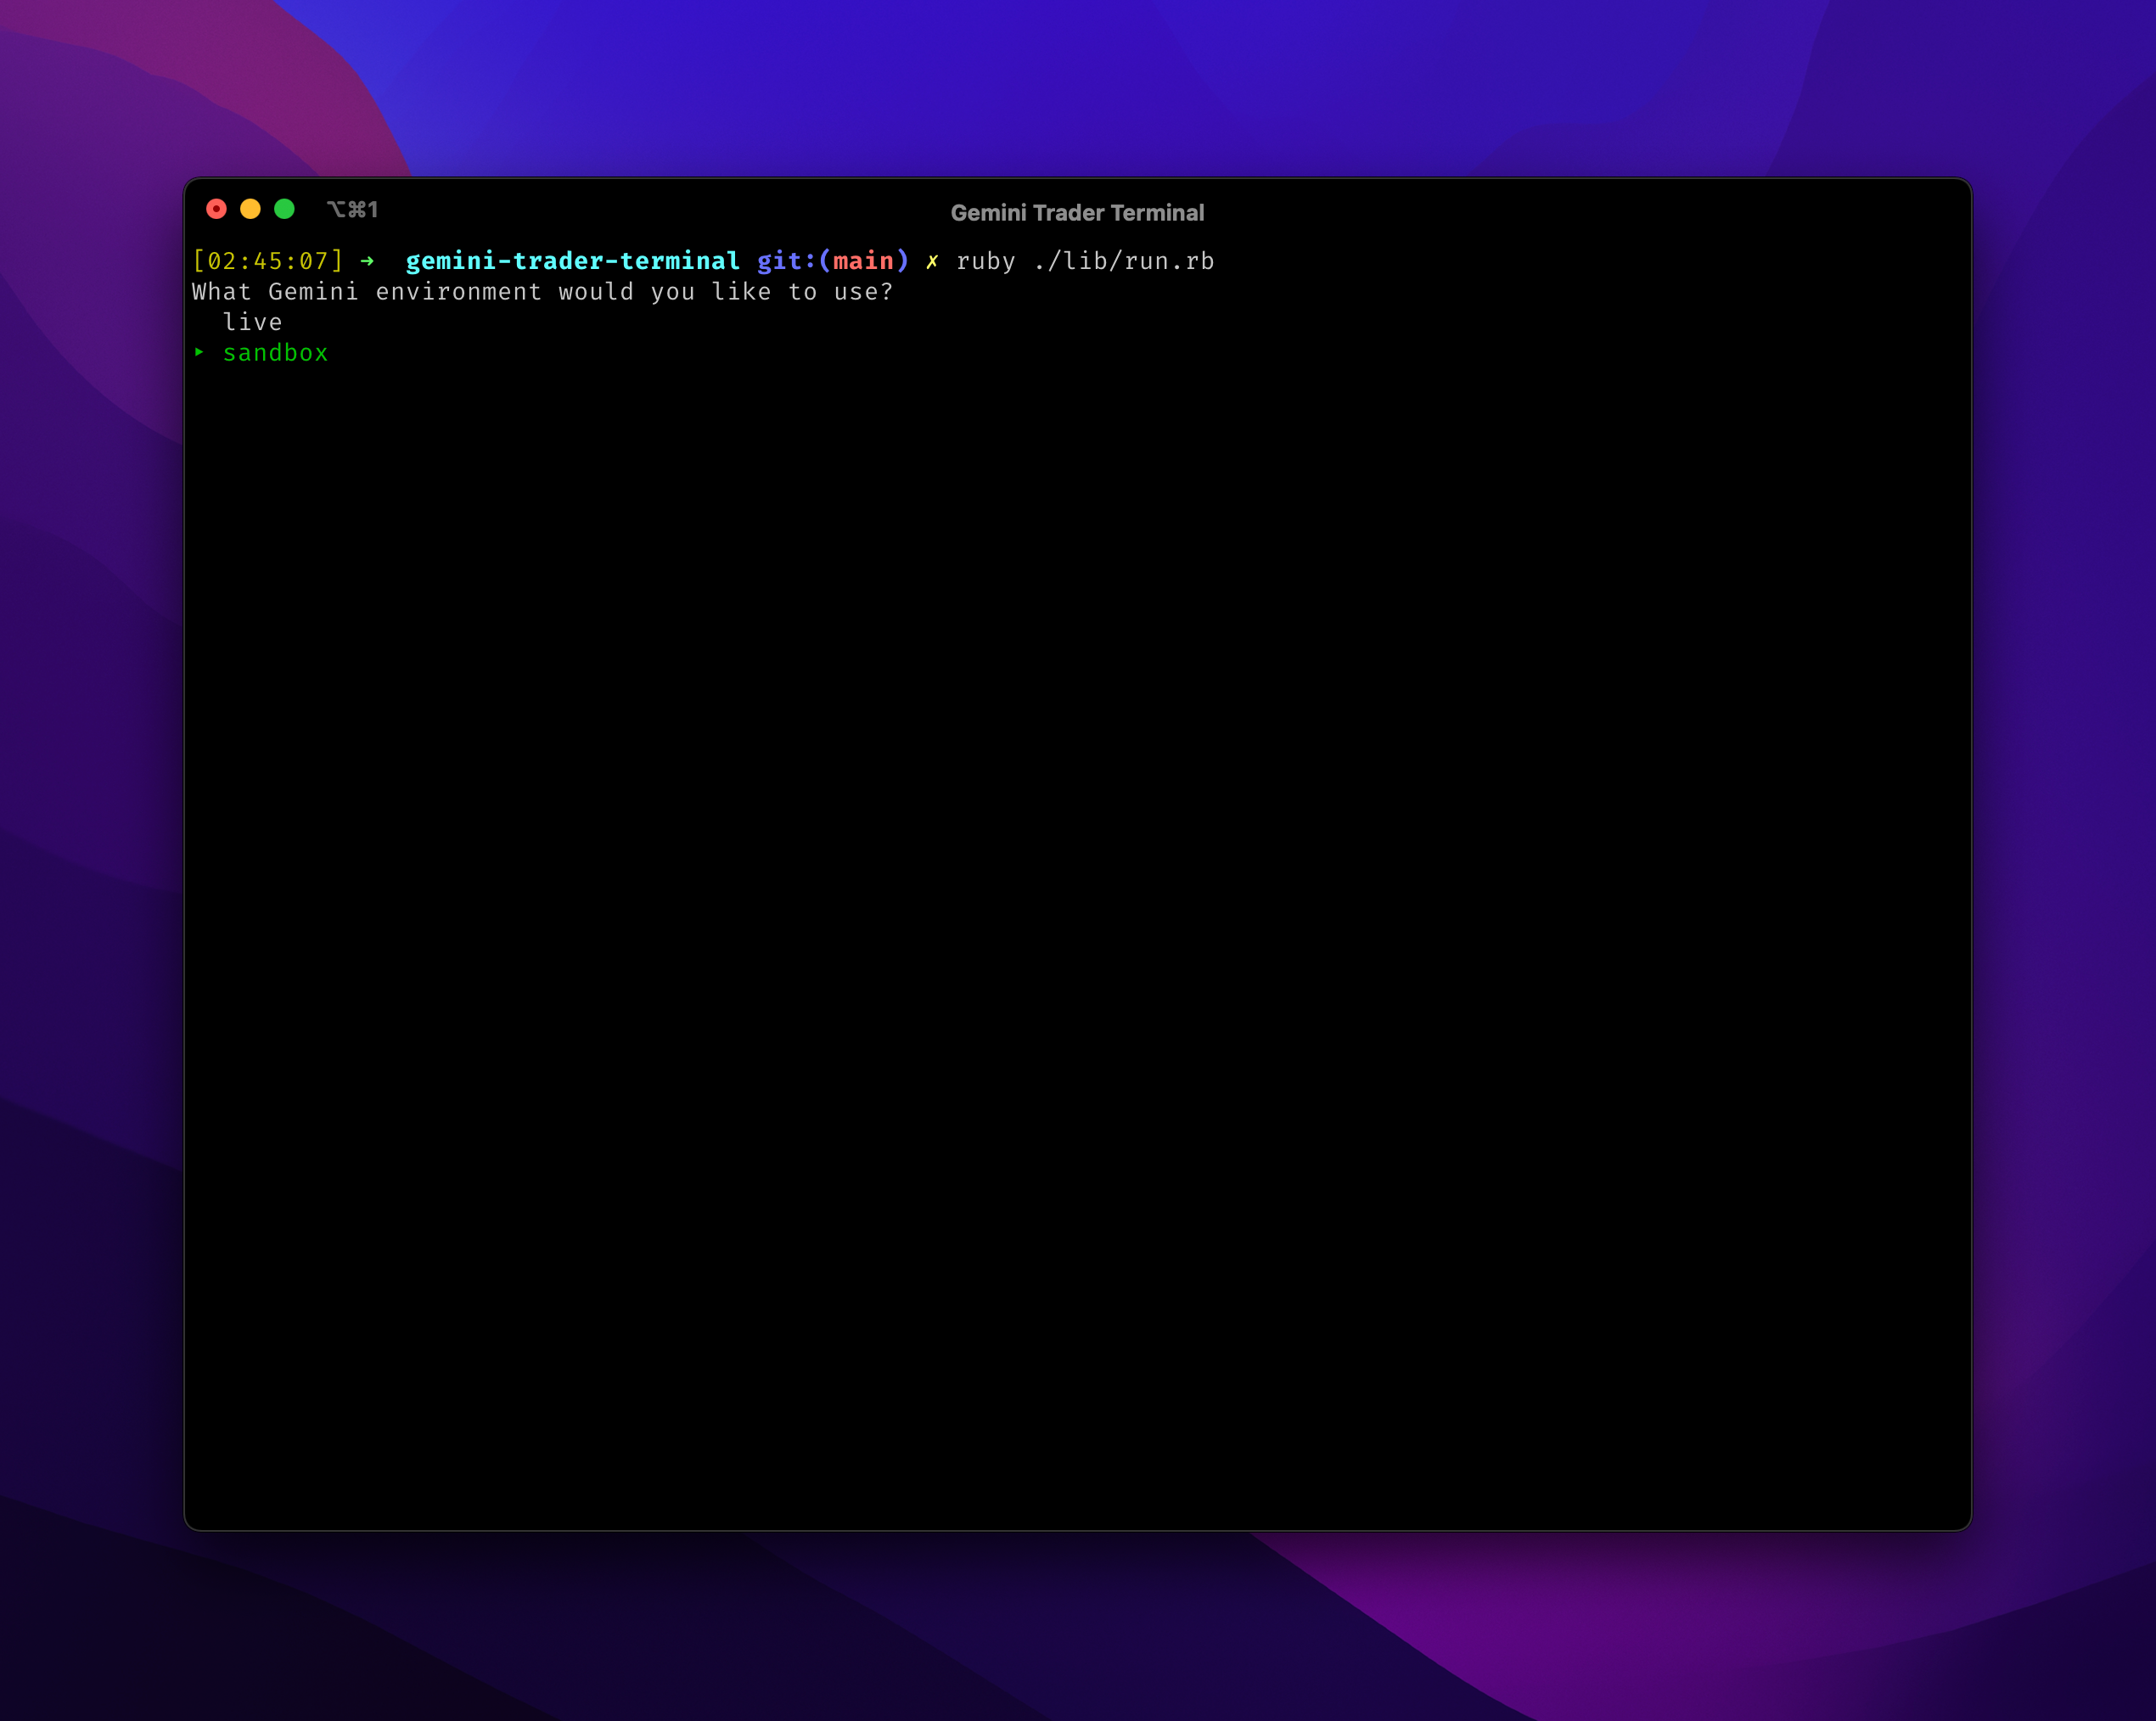 ⌥⌘1
Gemini Trader Terminal
[02:45:07] ➜  gemini-trader-terminal git:(main) ✗ ruby ./lib/run.rb
What Gemini environment would you like to use?
  live
‣ sandbox